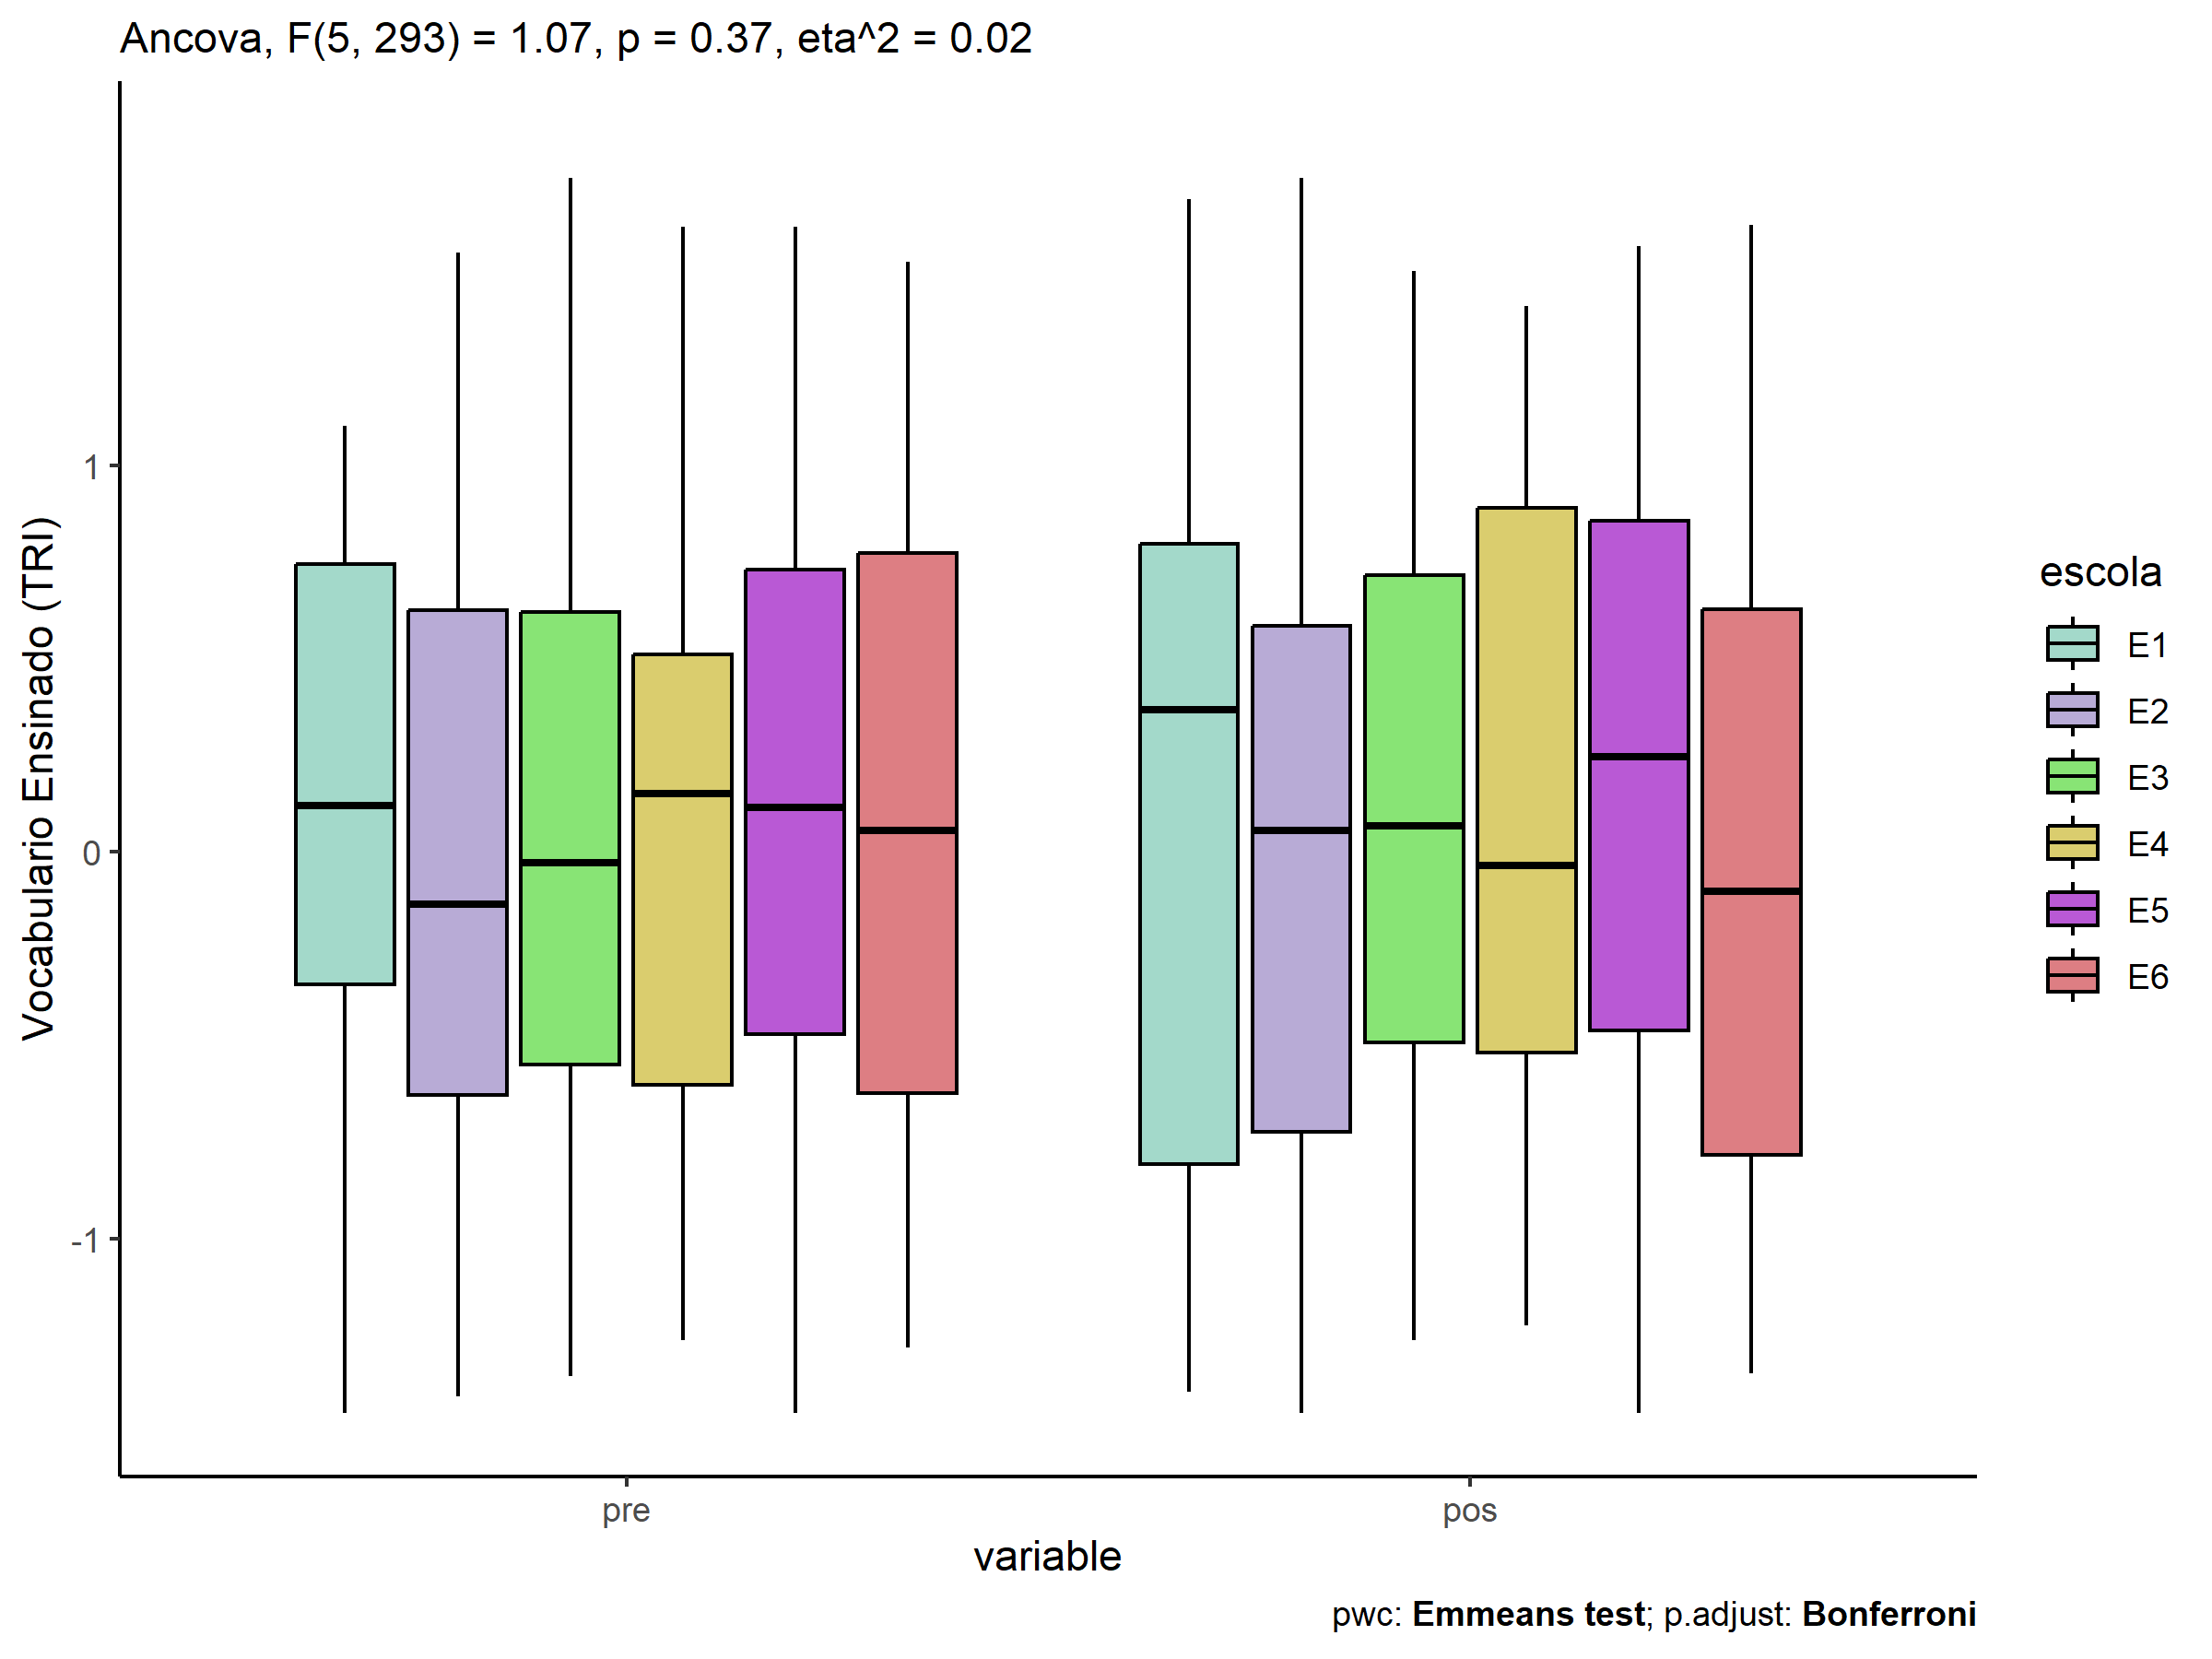 Ancova, F(5, 293) = 1.07, p = 0.37, eta^2 = 0.02
Vocabulario Ensinado (TRI)
1
0
-1
pre
pos
variable
escola
E1
E2
E3
E4
E5
E6
pwc: Emmeans test; p.adjust: Bonferroni